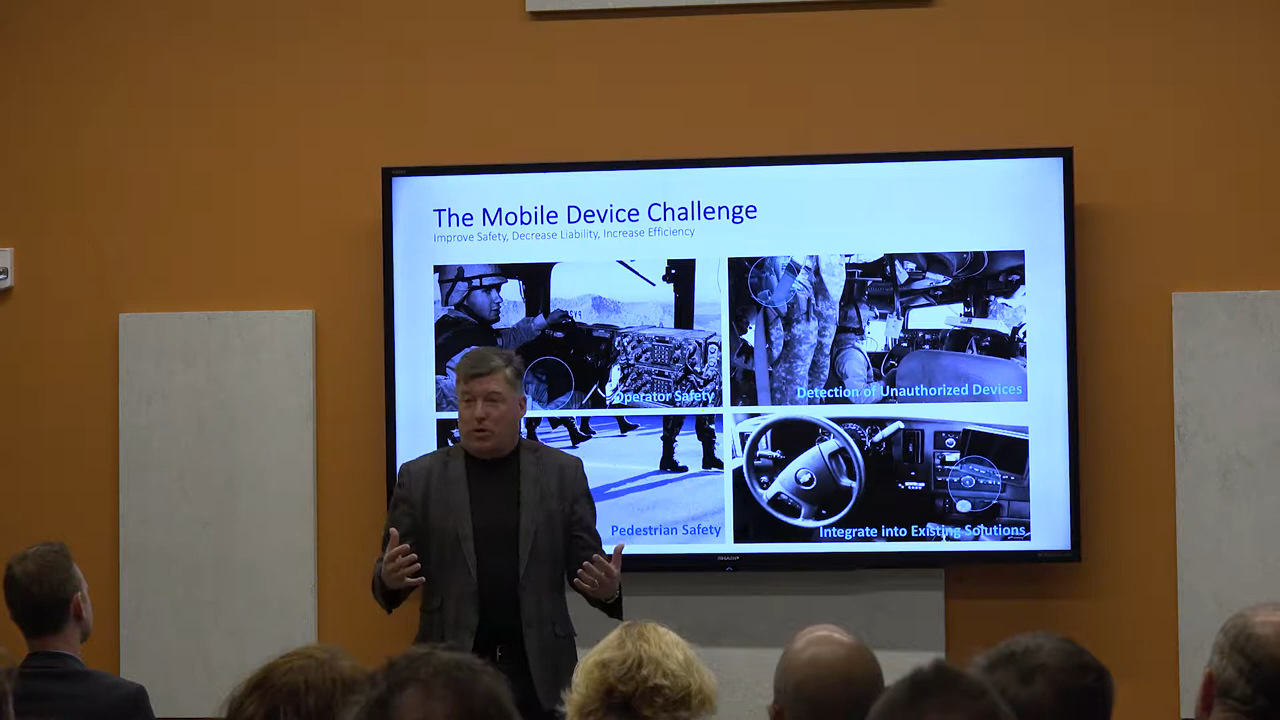 The Mobile Device Challenge
Improve Safety, Decrease Liability, Increase Efficiency
Operator Safety
Detection of Unauthorized Devices
Pedestrian Safety
Integrate into Existing Solutions
SHARP